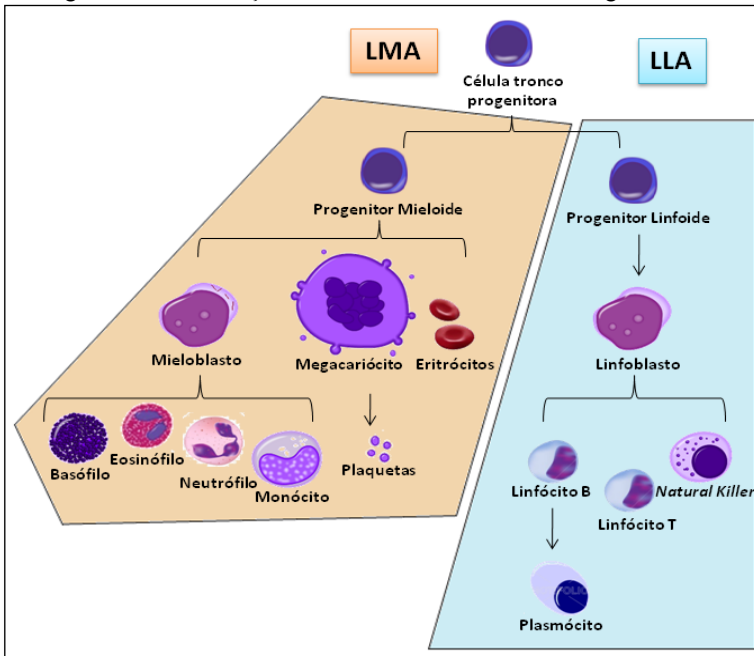 LMA
LLA
Célula tronco
progenitora
Progenitor Mieloide
Progenitor Linfoide
Mieloblasto
Megacariócito
Eritrócitos
Linfoblasto
Basófilo
Eosinófilo
Neutrófilo
Monócito
Plaquetas
Linfócito B
Linfócito T
Natural Killer
Plasmócito